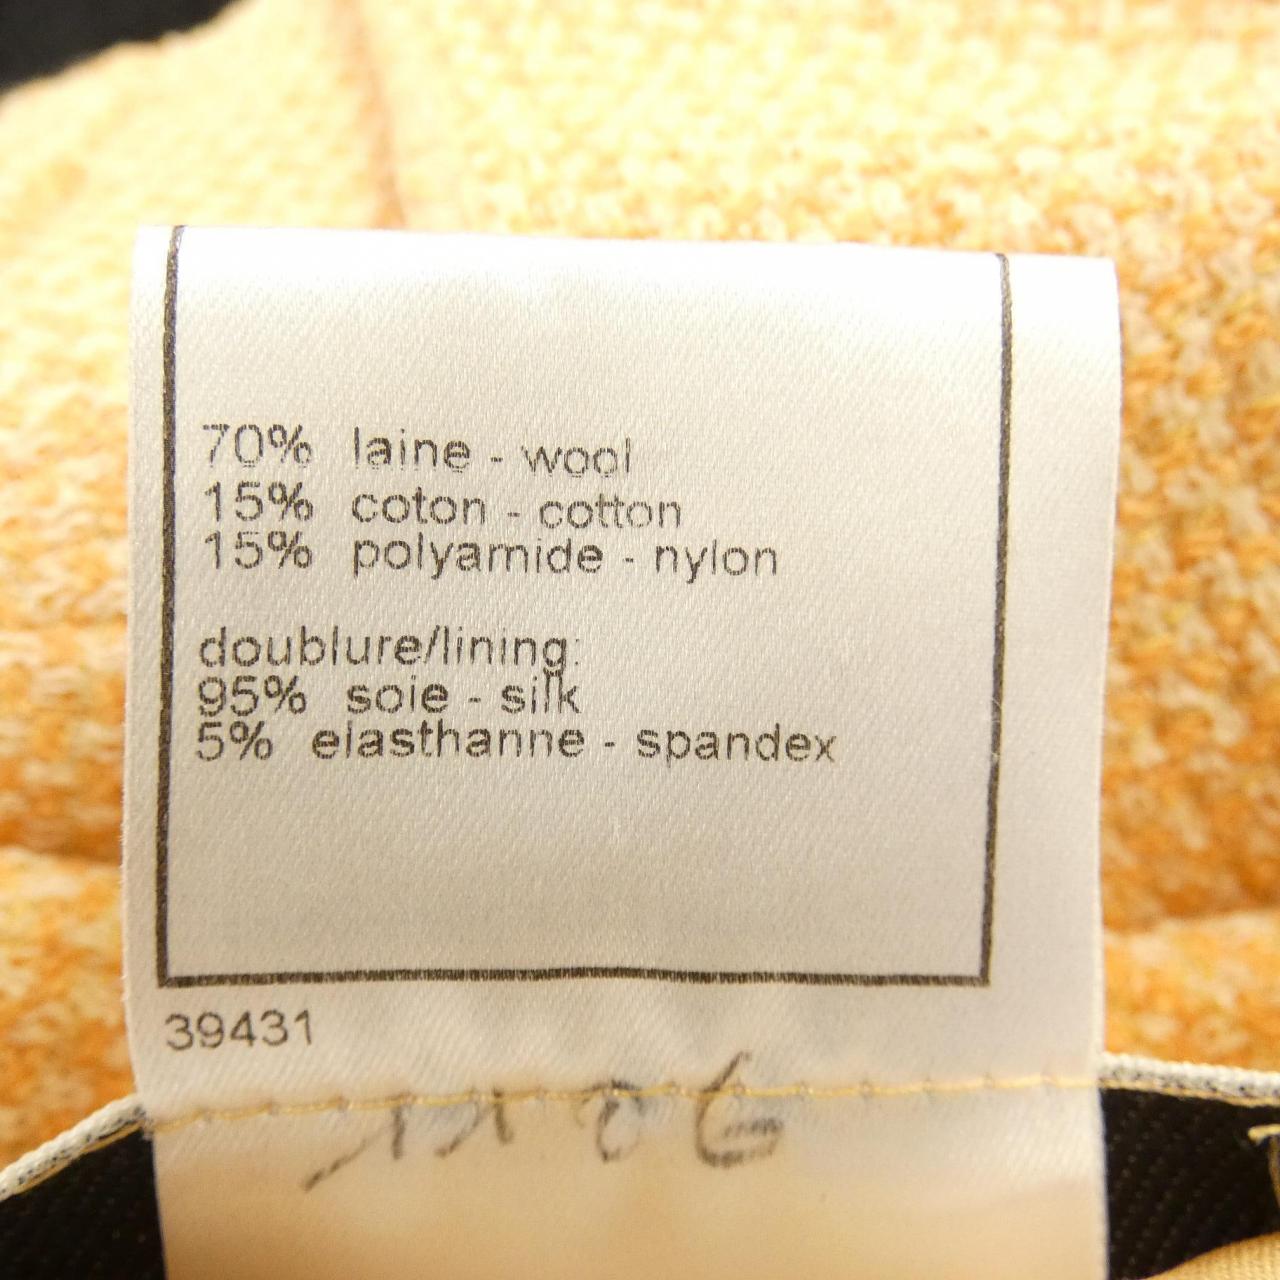 70% laine - wool
15% coton - cotton
15% polyamide - nylon
doublure/lining:
95% soie - silk
5% elasthanne - spandex
39431